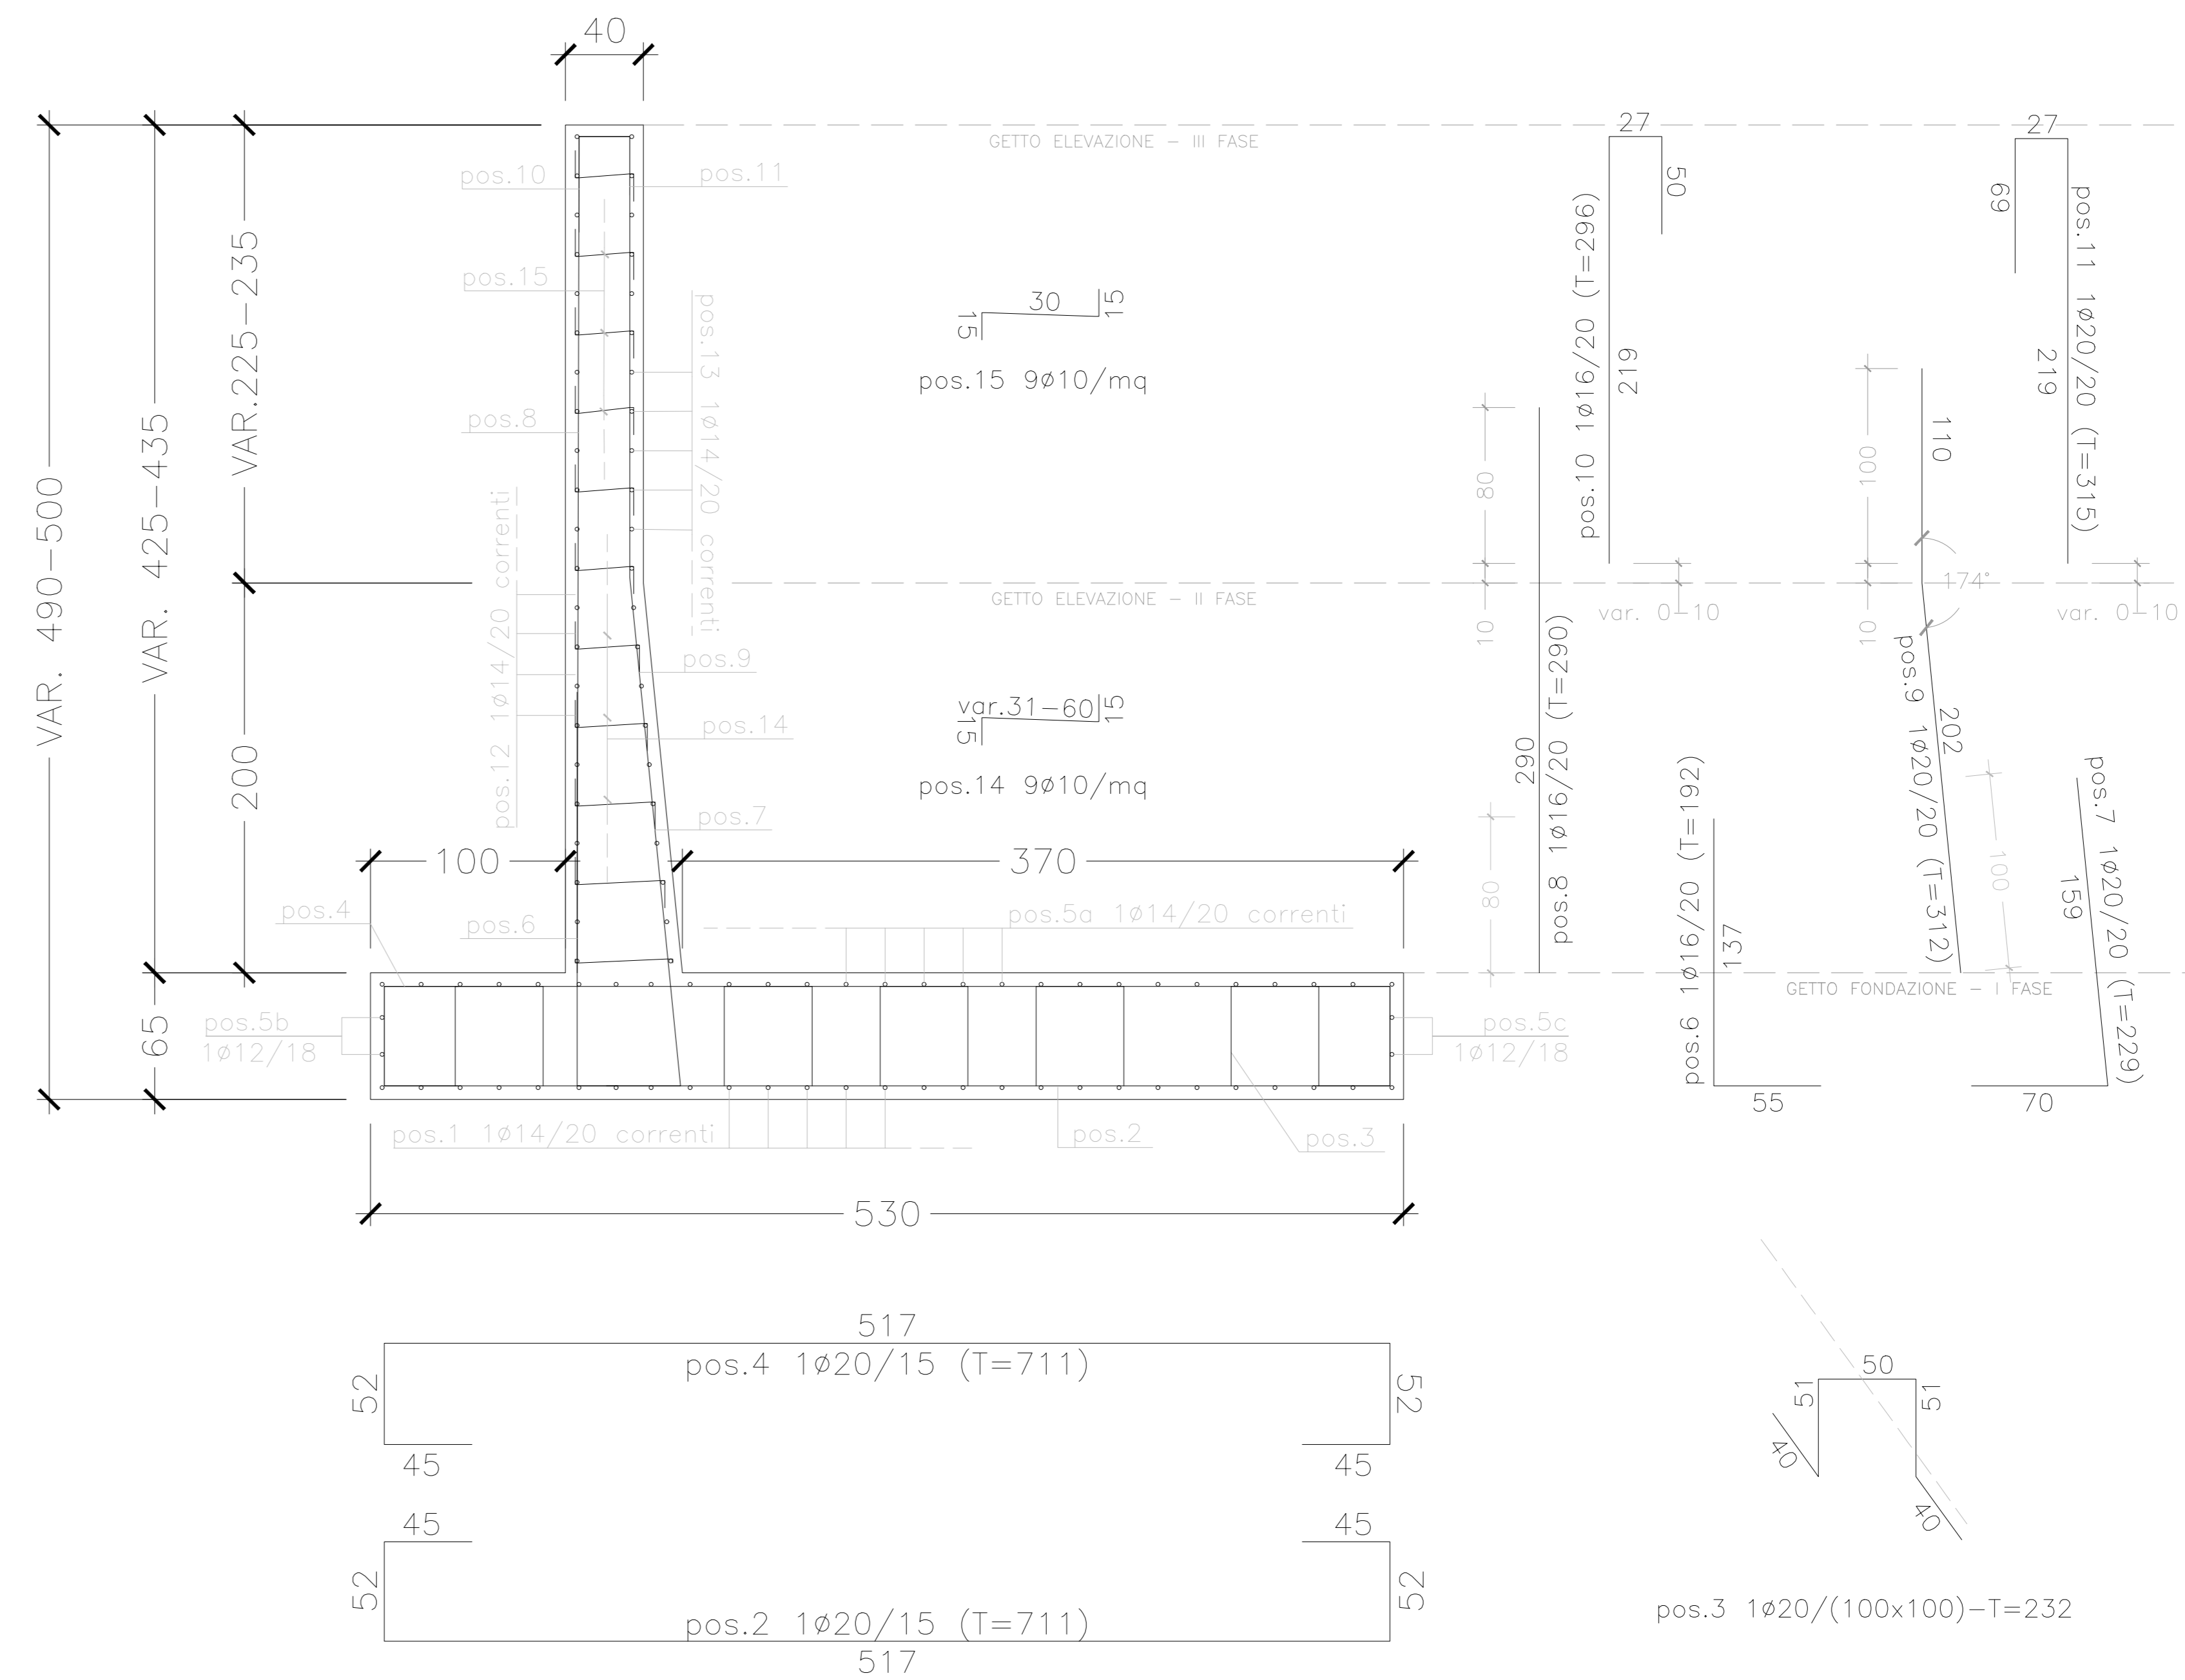 40
GETTO ELEVAZIONE - III FASE
VAR. 490-500
VAR. 425-435
VAR.225-235
200
65
pos.10
pos.11
pos.15
pos.13 1ø14/20 correnti
pos.8
pos.12 1ø14/20 correnti
pos.9
pos.14
pos.7
pos.6
pos.4
15
30
15
pos.15 9ø10/mq
GETTO ELEVAZIONE - II FASE
15
var.31-60
15
pos.14 9ø10/mq
100
370
pos.5a 1ø14/20 correnti
pos.5b
1ø12/18
pos.5c
1ø12/18
pos.1 1ø14/20 correnti
pos.2
pos.3
530
80
10
80
290
pos.8 1ø16/20 (T=290)
27
50
pos.10 1ø16/20 (T=296)
219
var. 0-10
pos.6 1ø16/20 (T=192)
137
55
100
10
110
174°
pos.9 1ø20/20 (T=312)
202
100
27
69
219
pos.11 1ø20/20 (T=315)
var. 0-10
pos.7 1ø20/20 (T=229)
159
70
GETTO FONDAZIONE - I FASE
517
pos.4 1ø20/15 (T=711)
52
52
45
45
45
45
52
52
pos.2 1ø20/15 (T=711)
517
50
51
51
40
40
pos.3 1ø20/(100x100)-T=232